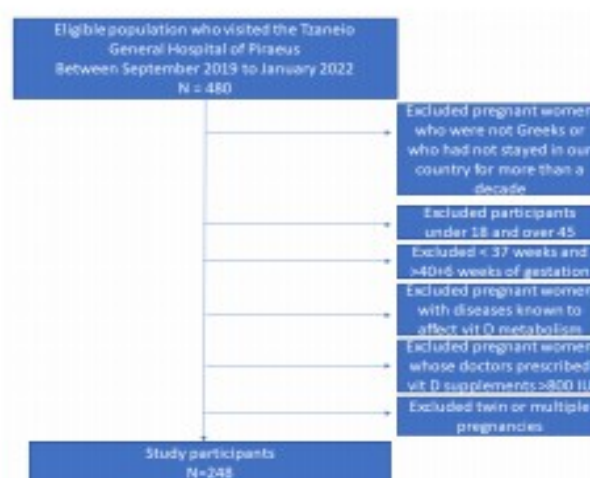 Eligible population who visited the Tzaneio
General Hospital of Piraeus
Between September 2019 to January 2022
N = 480
Excluded pregnant women
who were not Greeks or
who had not stayed in our
country for more than a
decade
Excluded participants
under 18 and over 45
Excluded < 37 weeks and
>40+6 weeks of gestation
Excluded pregnant women
with diseases known to
affect vit D metabolism
Excluded pregnant women
whose doctors prescribed
vit D supplements >800 IU
Excluded twin or multiple
pregnancies
Study participants
N=248